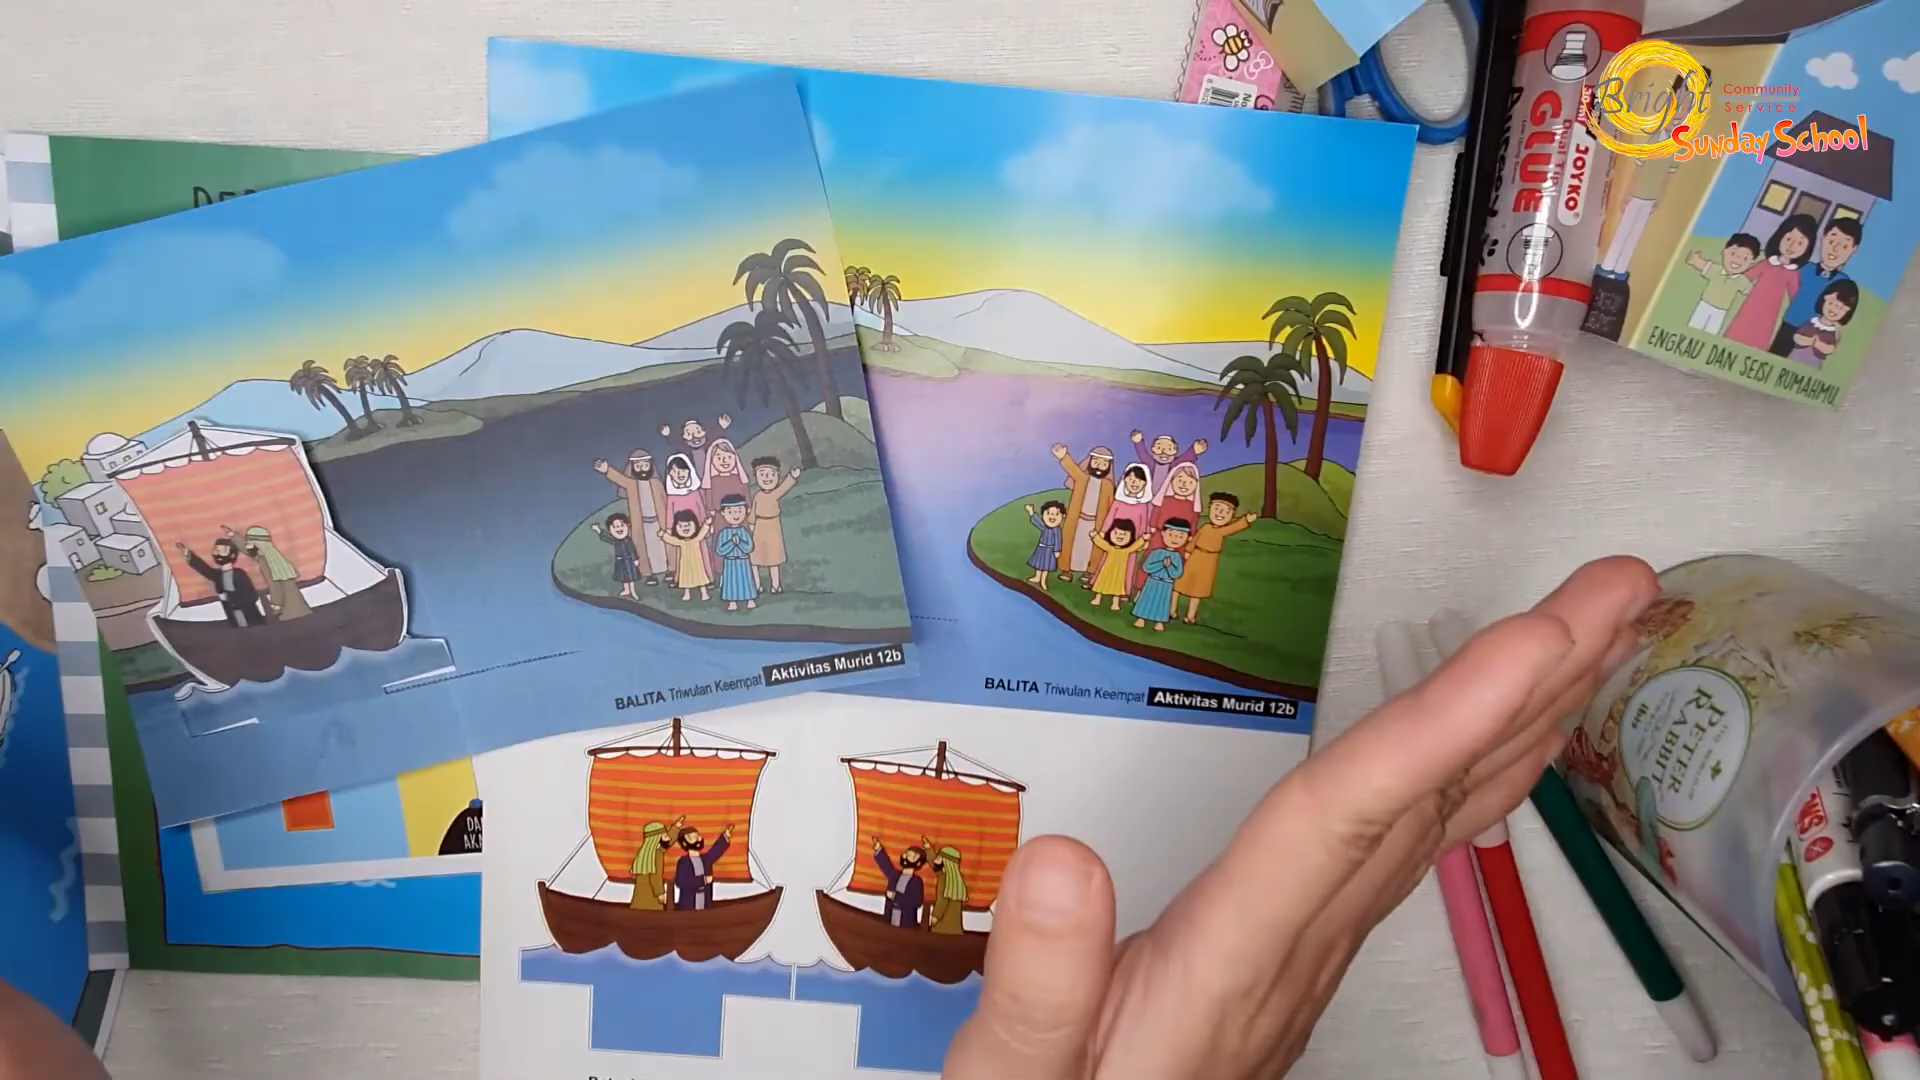 Bright Community
Service
Sunday School
JOYKO
GLUE
ENGKAU DAN SEISI RUMAHMU
BALITA Triwulan Keempat Aktivitas Murid 12b
BALITA Triwulan Keempat Aktivitas Murid 12b
PETER
RABBIT